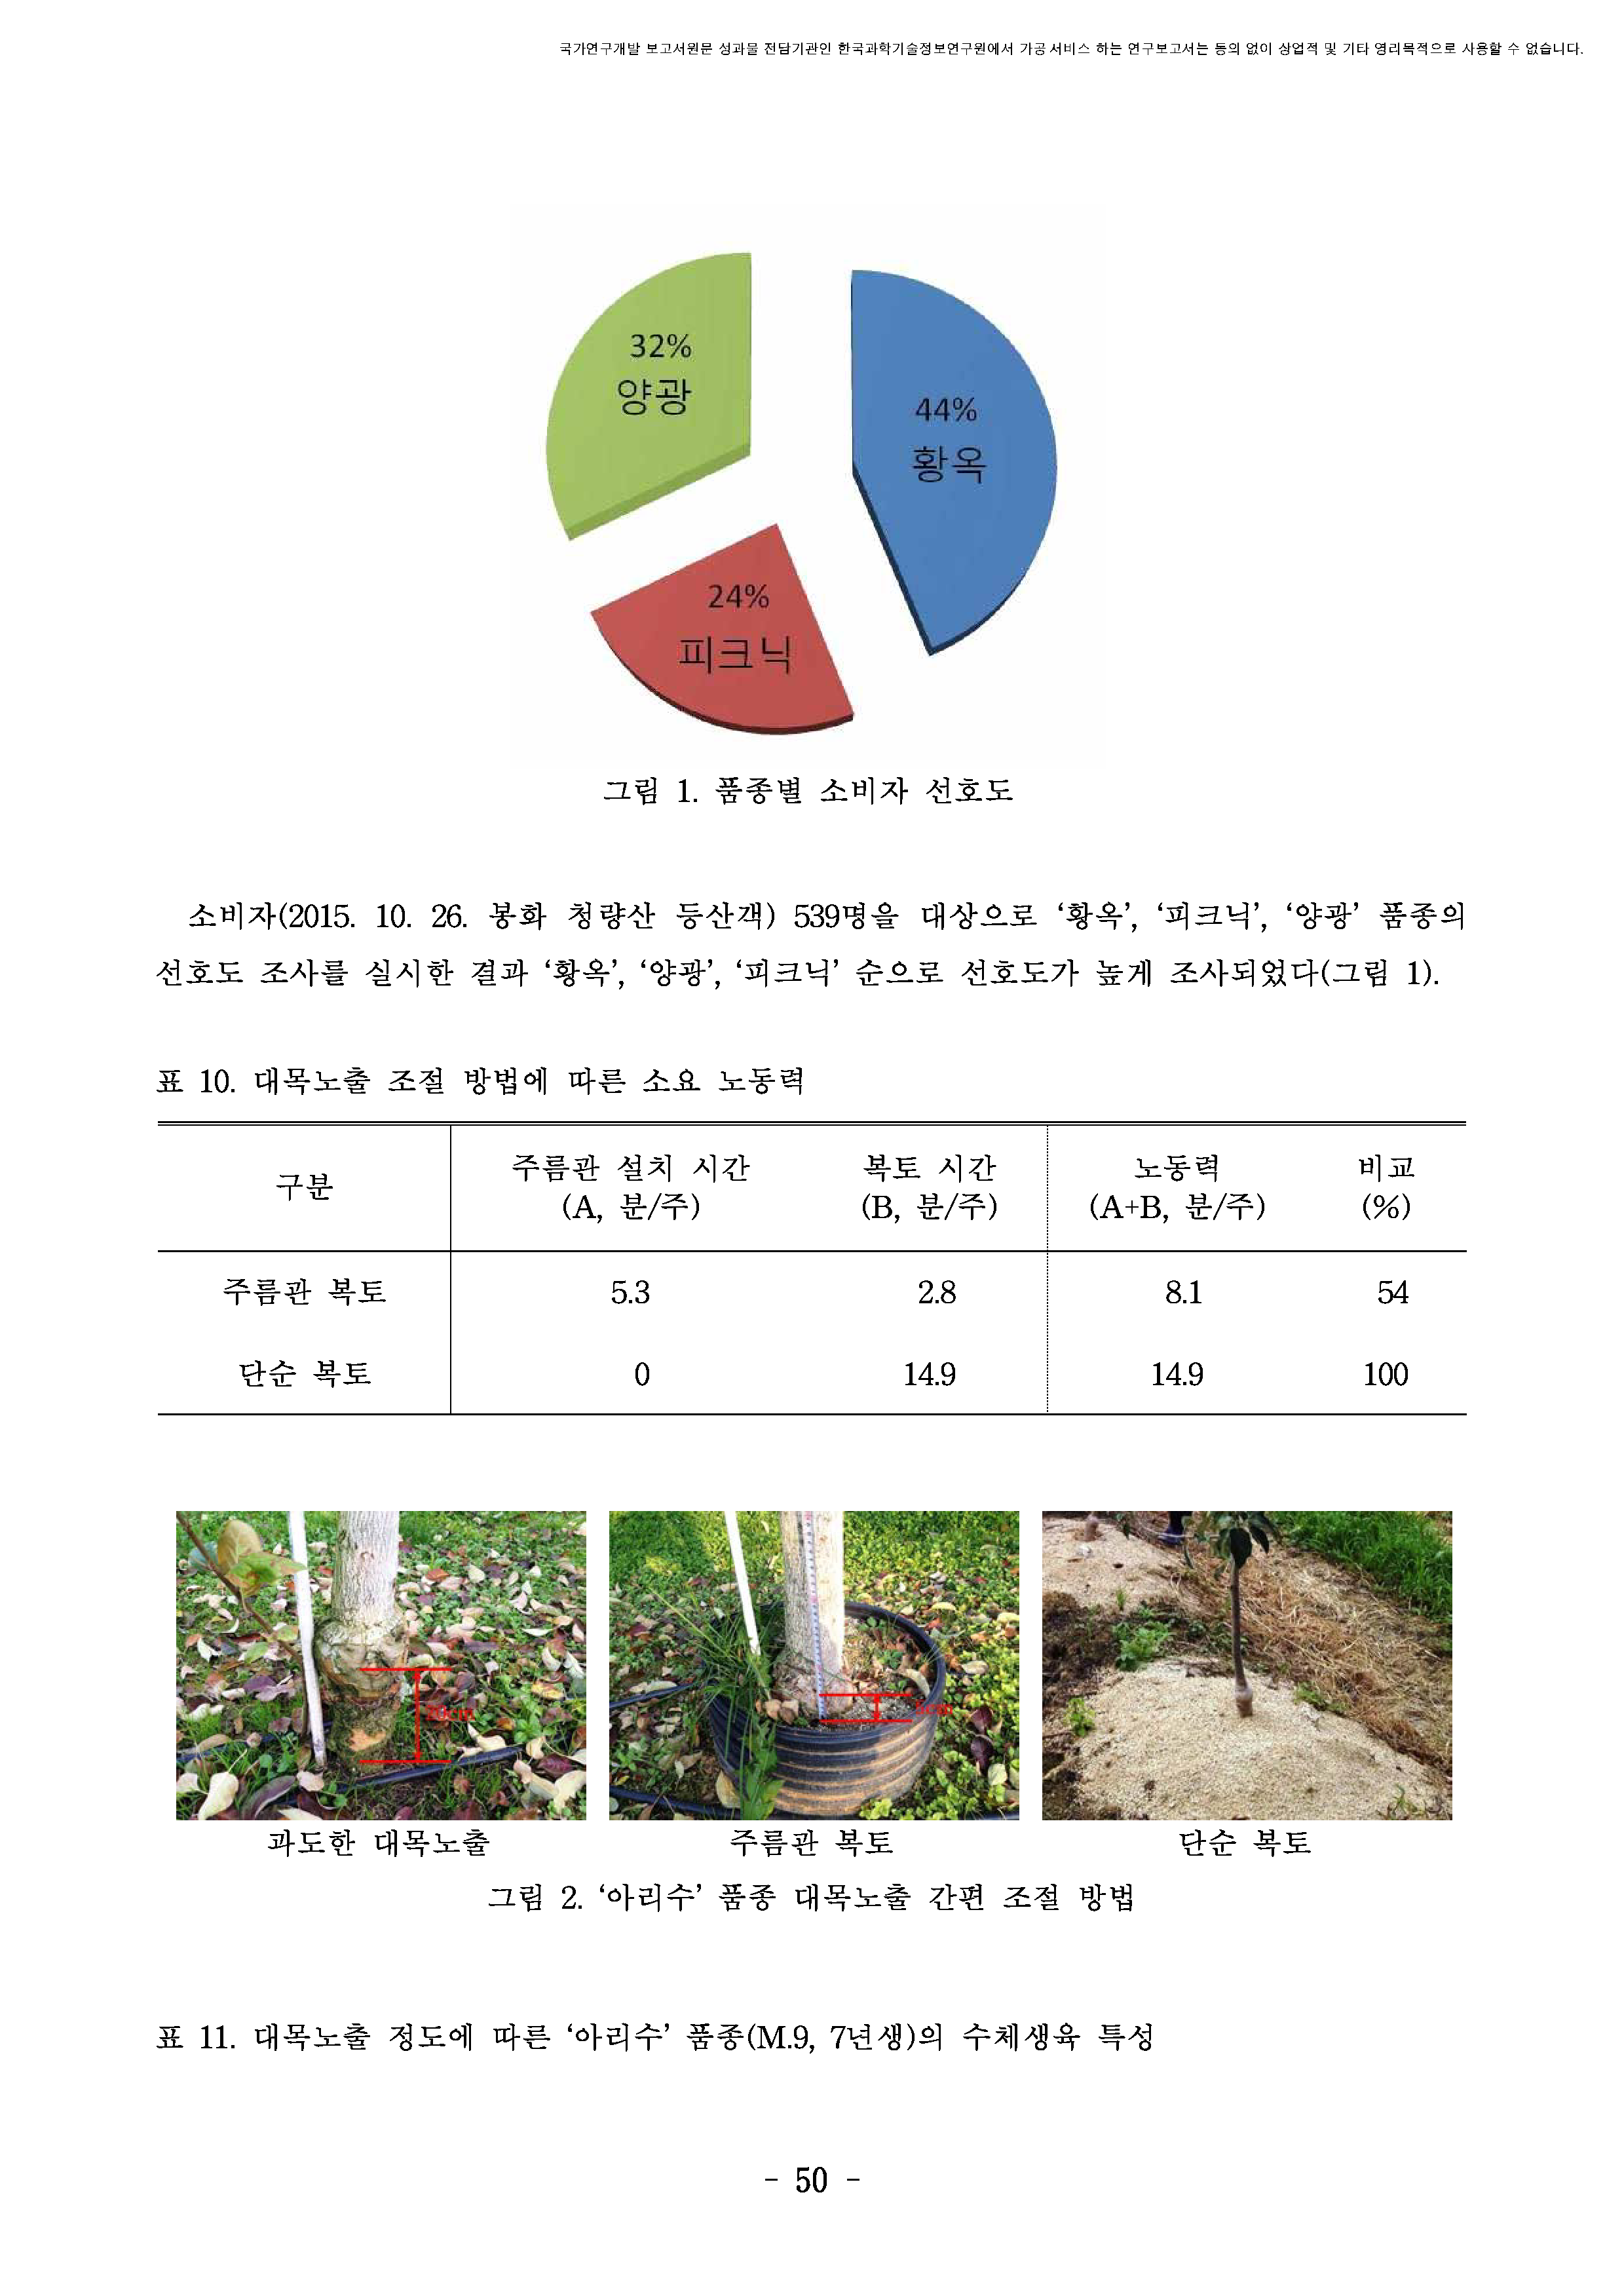 국가연구개발 보고서원문 성과물 전담기관인 한국과학기술정보연구원에서 가공·서비스 하는 연구보고서는 동의 없이 상업적 및 기타 영리목적으로 사용할 수 없습니다.
32%
양광
44%
황옥
24%
피크닉
그림 1. 품종별 소비자 선호도
소비자(2015. 10. 26. 봉화 청량산 등산객) 539명을 대상으로 ‘황옥’, ‘피크닉’, ‘양광’ 품종의
선호도 조사를 실시한 결과 ‘황옥’, ‘양광’, ‘피크닉’ 순으로 선호도가 높게 조사되었다(그림 1).
표 10. 대목노출 조절 방법에 따른 소요 노동력
구분 주름관 설치 시간 (A, 분/주) 복토 시간 (B, 분/주) 노동력 (A+B, 분/주) 비교 (%)
주름관 복토 5.3 2.8 8.1 54
단순 복토 0 14.9 14.9 100
20cm
5cm
과도한 대목노출 주름관 복토 단순 복토
그림 2. ‘아리수’ 품종 대목노출 간편 조절 방법
표 11. 대목노출 정도에 따른 ‘아리수’ 품종(M.9, 7년생)의 수체생육 특성
- 50 -